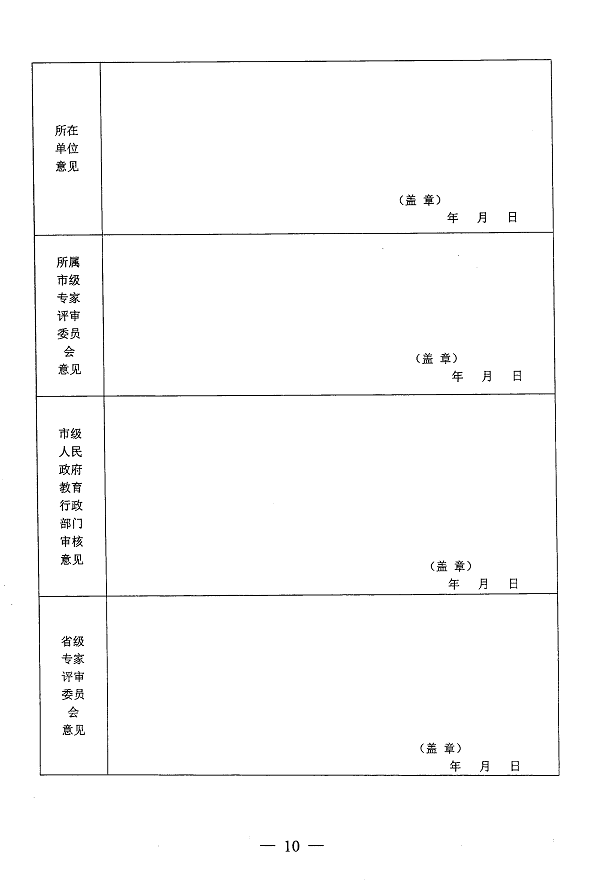 所在
单位
意见
（盖 章）
年 月 日
所属
市级
专家
评审
委员
会
意见
（盖 章）
年 月 日
市级
人民
政府
教育
行政
部门
审核
意见
（盖 章）
年 月 日
省级
专家
评审
委员
会
意见
（盖 章）
年 月 日
— 10 —